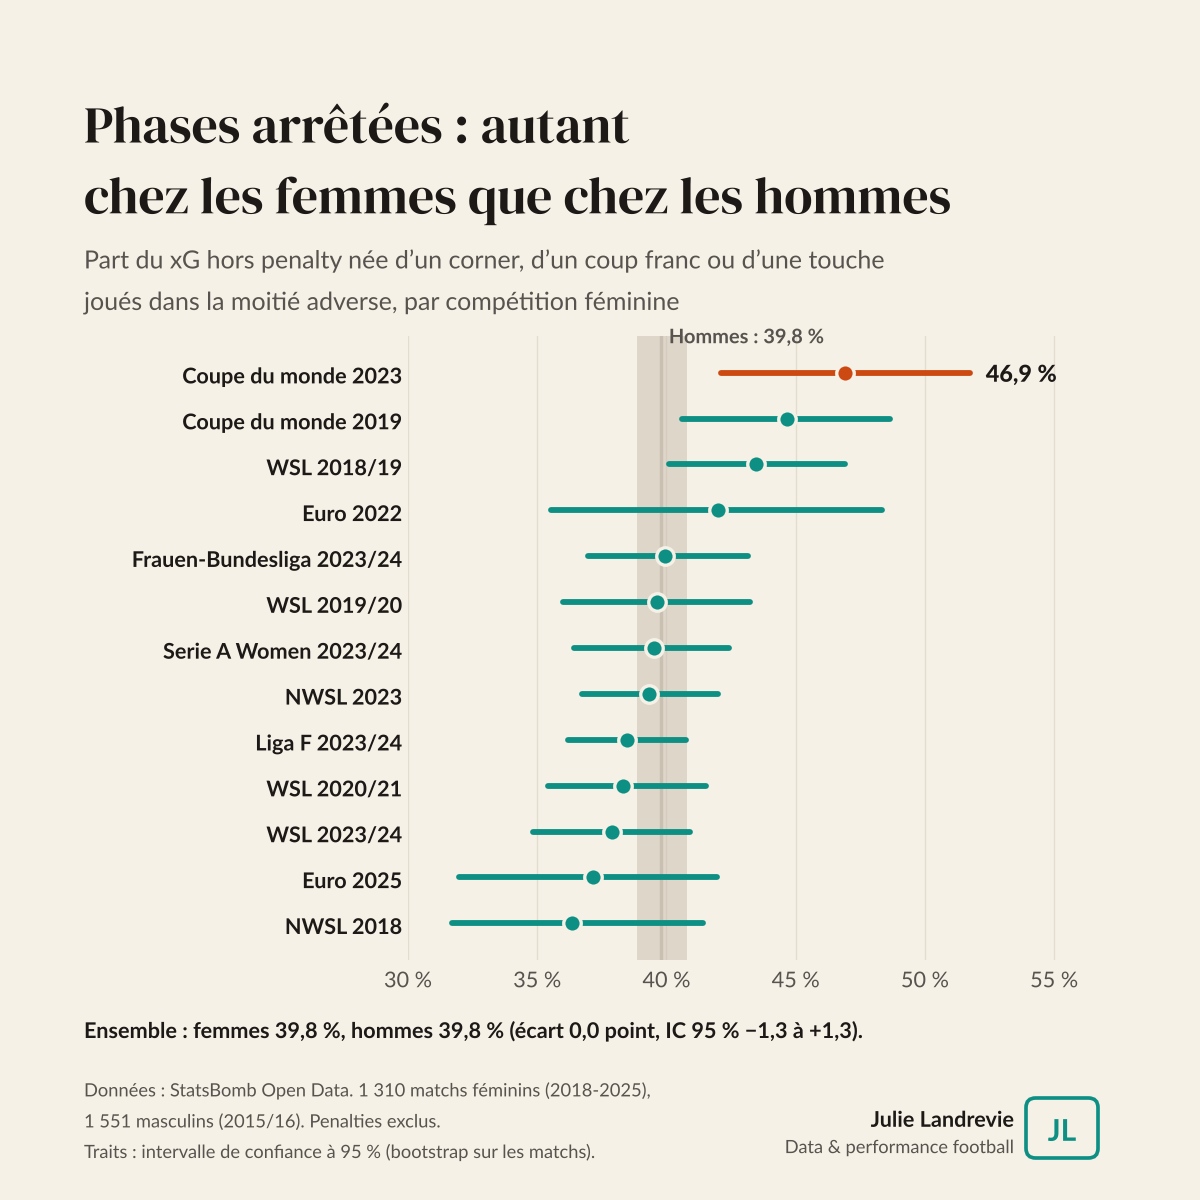 Phases arrêtées : autant
chez les femmes que chez les hommes
Part du xG hors penalty née d’un corner, d’un coup franc ou d’une touche
joués dans la moitié adverse, par compétition féminine
Hommes : 39,8 %
Coupe du monde 2023
46,9 %
Coupe du monde 2019
WSL 2018/19
Euro 2022
Frauen-Bundesliga 2023/24
WSL 2019/20
Serie A Women 2023/24
NWSL 2023
Liga F 2023/24
WSL 2020/21
WSL 2023/24
Euro 2025
NWSL 2018
30 % 35 % 40 % 45 % 50 % 55 %
Ensemble : femmes 39,8 %, hommes 39,8 % (écart 0,0 point, IC 95 % −1,3 à +1,3).
Données : StatsBomb Open Data. 1 310 matchs féminins (2018-2025),
1 551 masculins (2015/16). Penalties exclus.
Traits : intervalle de confiance à 95 % (bootstrap sur les matchs).
Julie Landrevie
Data & performance football
JL